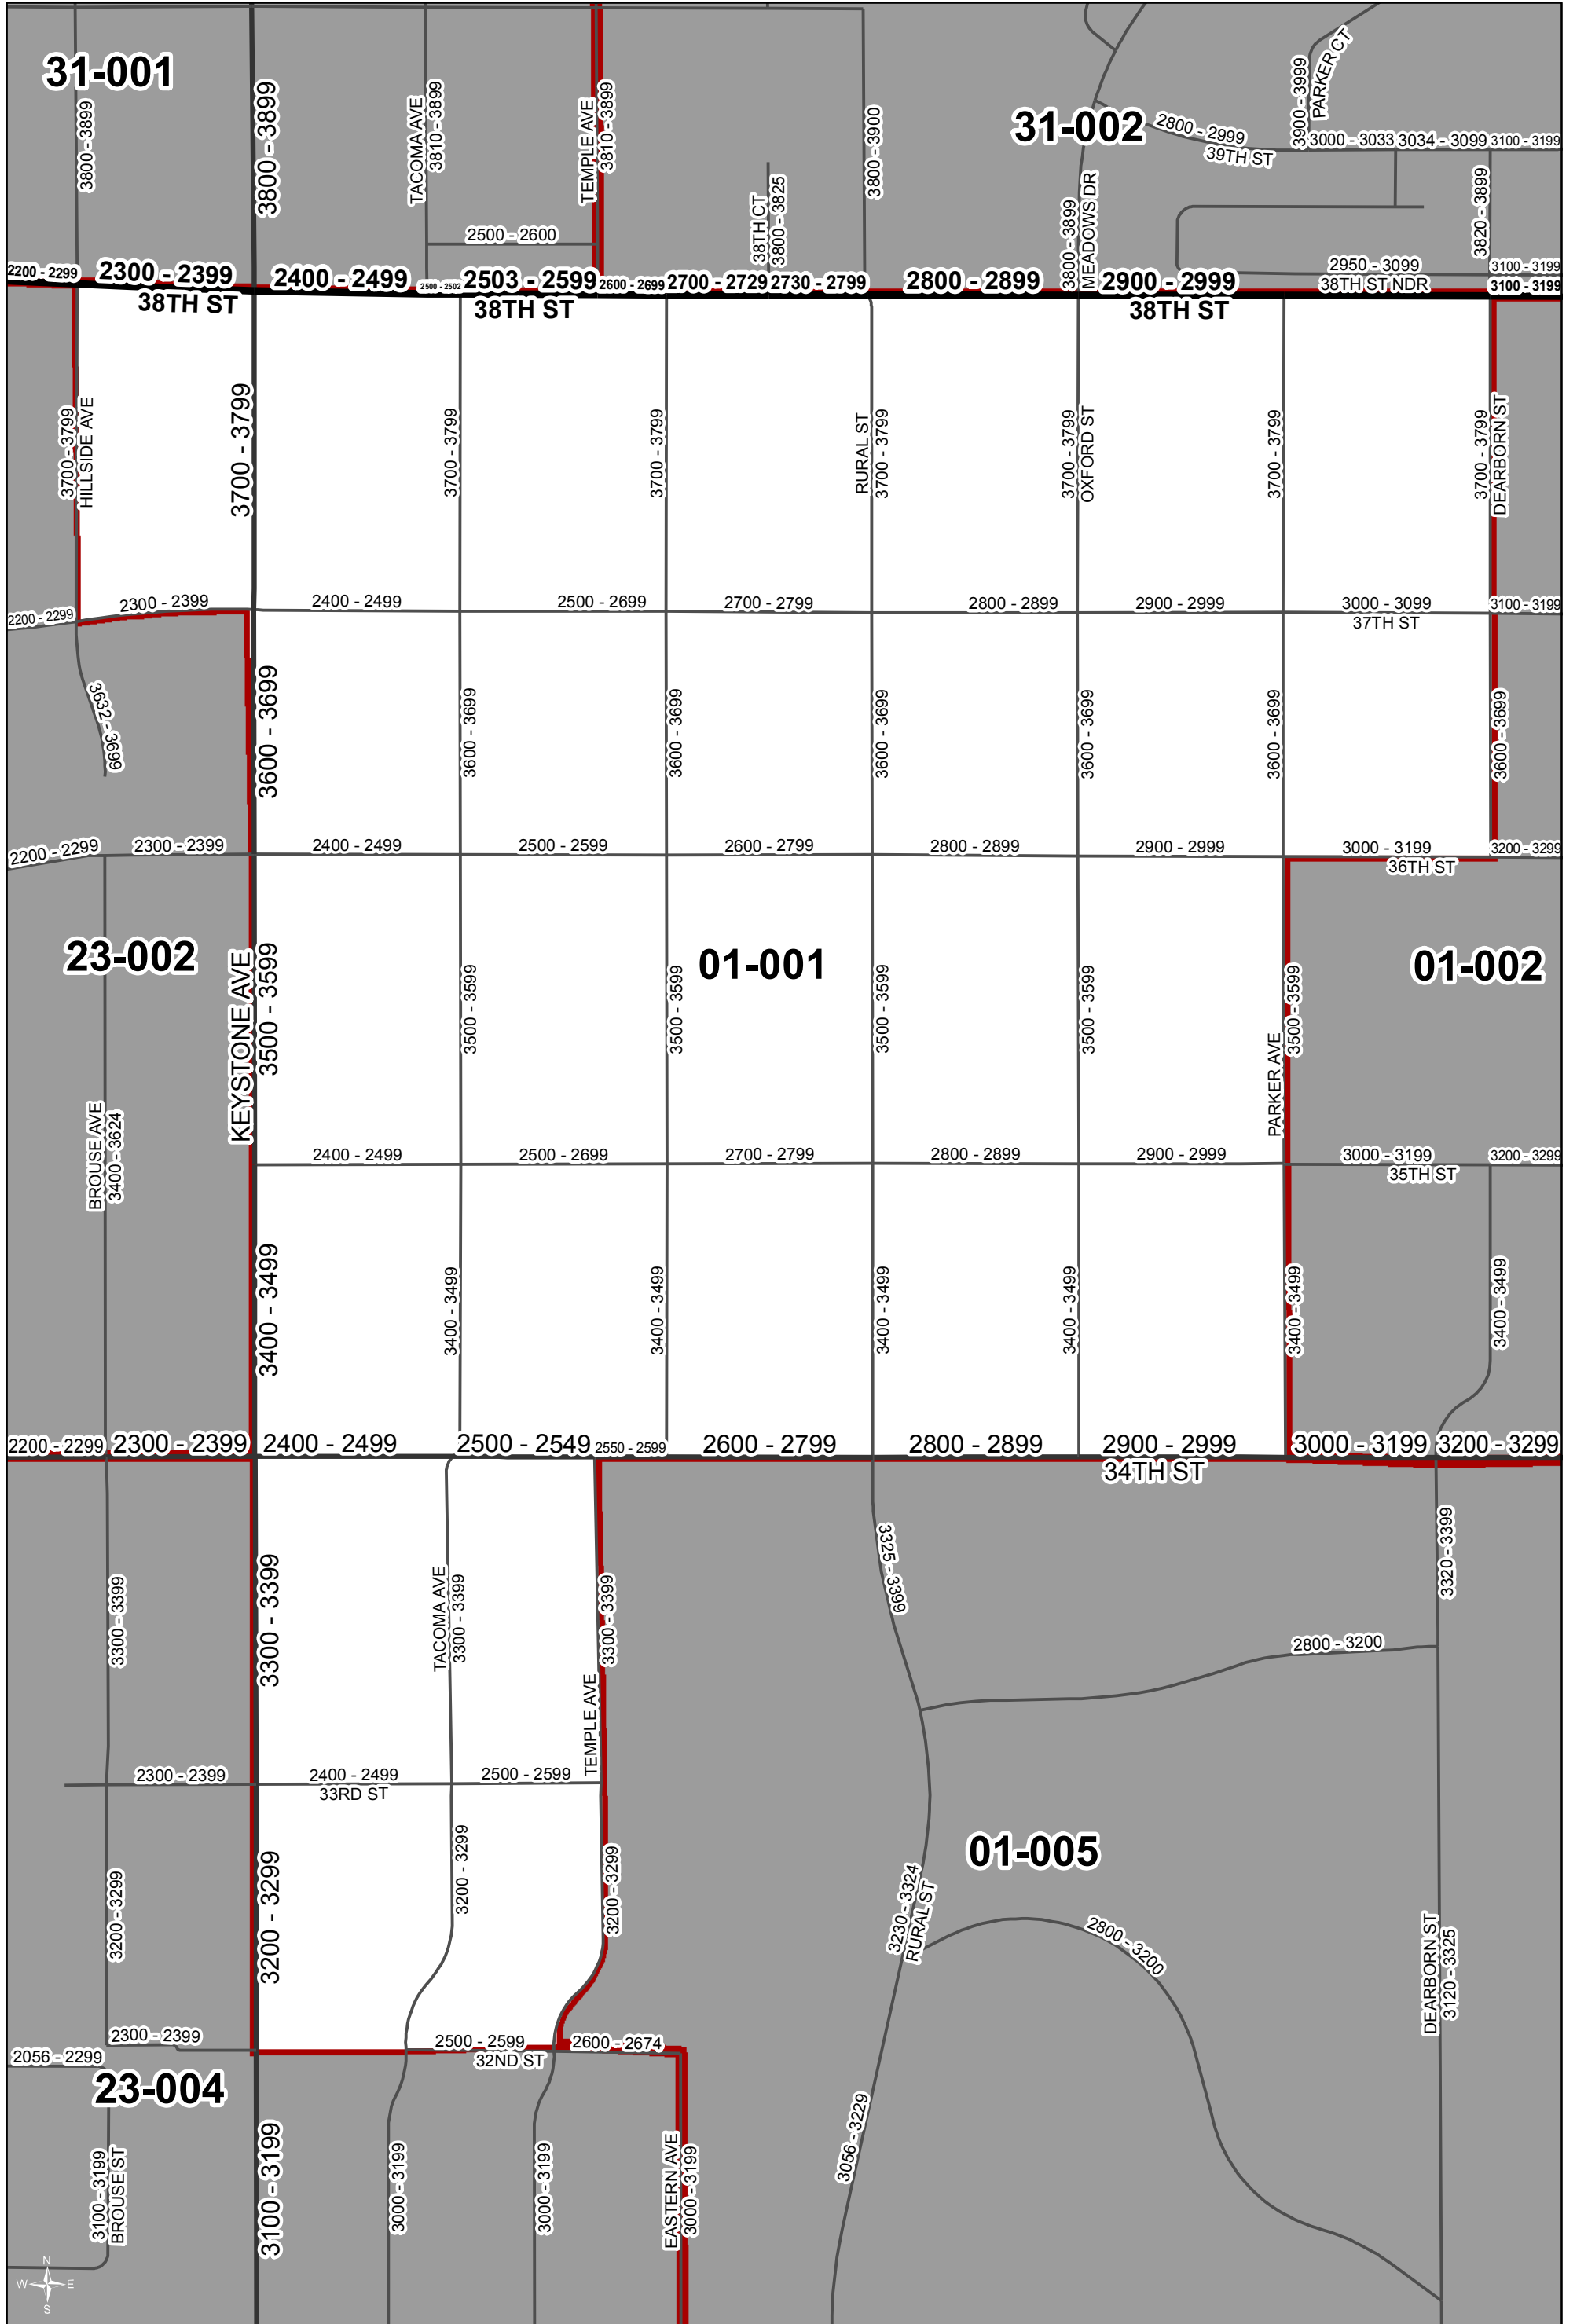 31-001
3800 - 3899
3800 - 3899
TACOMA AVE
3810 - 3899
TEMPLE AVE
3810 - 3899
38TH CT
3800 - 3825
3800 - 3900
31-002
3800 - 3899
MEADOWS DR
2800 - 2999
39TH ST
3900 - 3999
PARKER CT
3000 - 3033
3034 - 3099
3100 - 3199
3820 - 3899
2500 - 2600
2950 - 3099
38TH ST NDR
3100 - 3199
2200 - 2299
2300 - 2399
2400 - 2499
2500 - 2502
2503 - 2599
2600 - 2699
2700 - 2729
2730 - 2799
2800 - 2899
2900 - 2999
3100 - 3199
38TH ST
38TH ST
38TH ST
3700 - 3799
HILLSIDE AVE
3700 - 3799
3700 - 3799
3700 - 3799
RURAL ST
3700 - 3799
3700 - 3799
OXFORD ST
3700 - 3799
3700 - 3799
DEARBORN ST
2200 - 2299
2300 - 2399
2400 - 2499
2500 - 2699
2700 - 2799
2800 - 2899
2900 - 2999
3000 - 3099
3100 - 3199
37TH ST
3632 - 3699
3600 - 3699
3600 - 3699
3600 - 3699
3600 - 3699
3600 - 3699
3600 - 3699
3600 - 3699
2200 - 2299
2300 - 2399
2400 - 2499
2500 - 2599
2600 - 2799
2800 - 2899
2900 - 2999
3000 - 3199
3200 - 3299
36TH ST
23-002
01-001
01-002
KEYSTONE AVE
3500 - 3599
3500 - 3599
3500 - 3599
3500 - 3599
3500 - 3599
PARKER AVE
3500 - 3599
BROUSE AVE
3400 - 3624
2400 - 2499
2500 - 2699
2700 - 2799
2800 - 2899
2900 - 2999
3000 - 3199
3200 - 3299
35TH ST
3400 - 3499
3400 - 3499
3400 - 3499
3400 - 3499
3400 - 3499
3400 - 3499
3400 - 3499
2200 - 2299
2300 - 2399
2400 - 2499
2500 - 2549
2550 - 2599
2600 - 2799
2800 - 2899
2900 - 2999
3000 - 3199
3200 - 3299
34TH ST
3300 - 3399
3300 - 3399
TACOMA AVE
3300 - 3399
TEMPLE AVE
3300 - 3399
3325 - 3399
3320 - 3399
2800 - 3200
2300 - 2399
2400 - 2499
2500 - 2599
33RD ST
01-005
3200 - 3299
3200 - 3299
3200 - 3299
3200 - 3299
3230 - 3324
RURAL ST
2800 - 3200
DEARBORN ST
3120 - 3325
2056 - 2299
2300 - 2399
2500 - 2599
2600 - 2674
32ND ST
23-004
3100 - 3199
BROUSE ST
3100 - 3199
3000 - 3199
3000 - 3199
EASTERN AVE
3000 - 3199
3056 - 3229
N
W
E
S